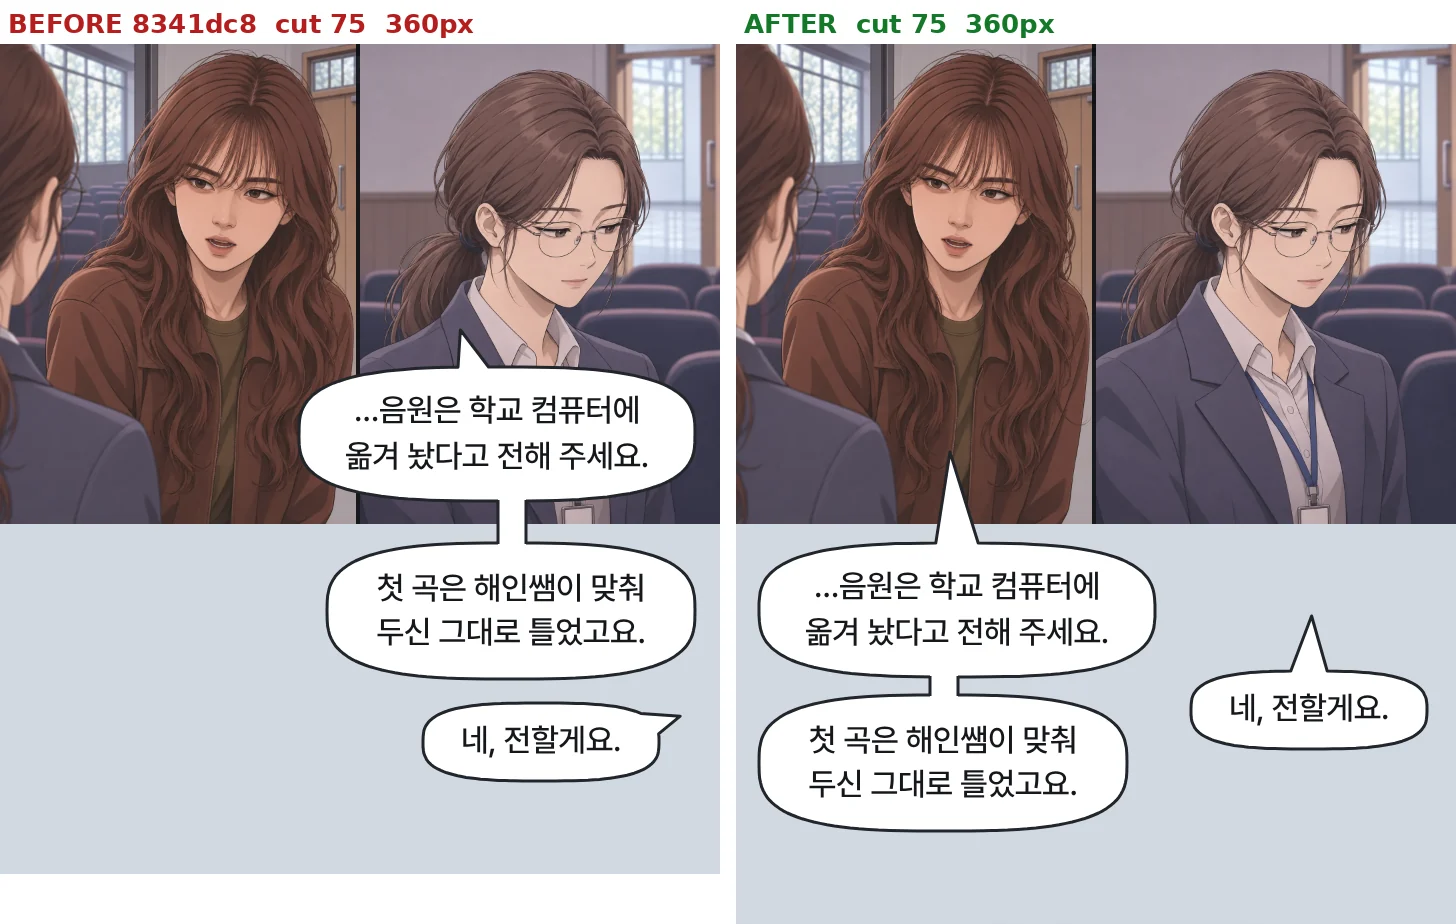 BEFORE 8341dc8 cut 75 360px
...음원은 학교 컴퓨터에
옮겨 놨다고 전해 주세요.
첫 곡은 해인쌤이 맞춰
두신 그대로 틀었고요.
네, 전할게요.
AFTER cut 75 360px
...음원은 학교 컴퓨터에
옮겨 놨다고 전해 주세요.
첫 곡은 해인쌤이 맞춰
두신 그대로 틀었고요.
네, 전할게요.